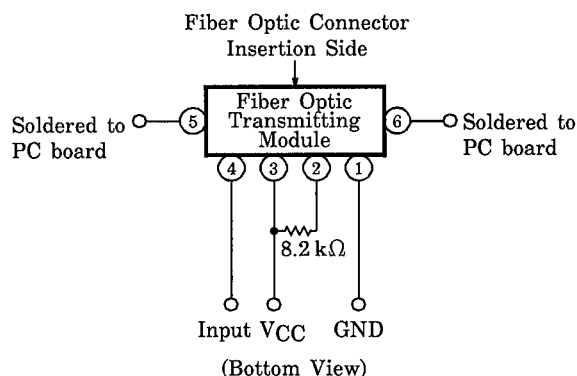 Fiber Optic Connector
Insertion Side
Fiber Optic
Transmitting
Module
Soldered to
PC board
5
6
Soldered to
PC board
4 3 2 1
8.2 kΩ
Input VCC GND
(Bottom View)